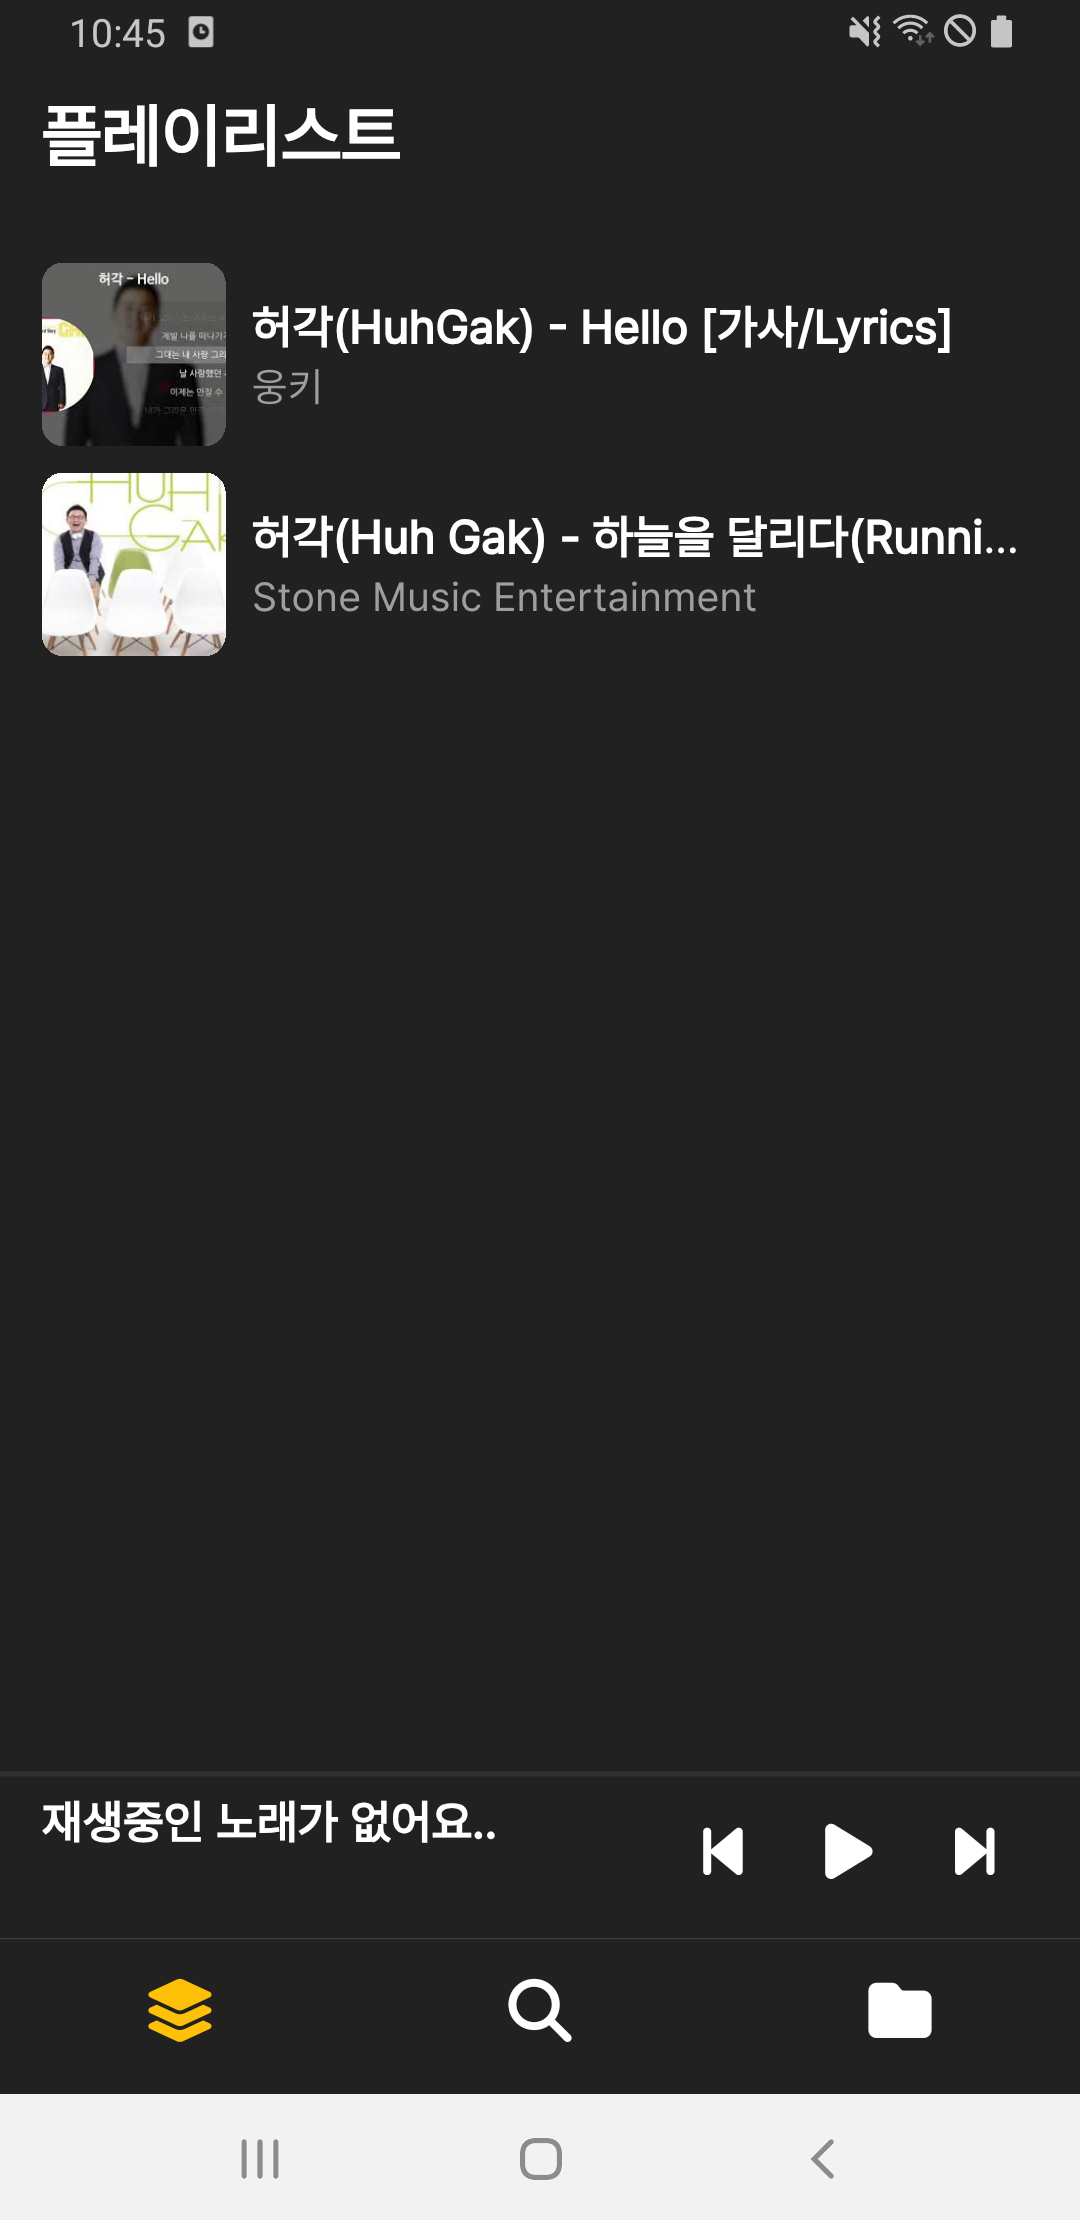 10:45
플레이리스트
허각 - Hello
제발 나를 떠나가
그대는 내 사랑 그리
날 사랑했던
이제는 만질 수
허각(HuhGak) - Hello [가사/Lyrics]
웅키
HUH
GAK
허각(Huh Gak) - 하늘을 달리다(Runni...
Stone Music Entertainment
재생중인 노래가 없어요..